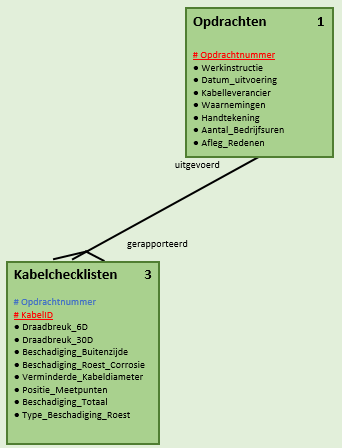 Opdrachten 1
# Opdrachtnummer
● Werkinstructie
● Datum_uitvoering
● Kabelleverancier
● Waarnemingen
● Handtekening
● Aantal_Bedrijfsuren
● Afleg_Redenen
uitgevoerd
gerapporteerd
Kabelchecklisten 3
# Opdrachtnummer
# KabelID
● Draadbreuk_6D
● Draadbreuk_30D
● Beschadiging_Buitenzijde
● Beschadiging_Roest_Corrosie
● Verminderde_Kabeldiameter
● Positie_Meetpunten
● Beschadiging_Totaal
● Type_Beschadiging_Roest